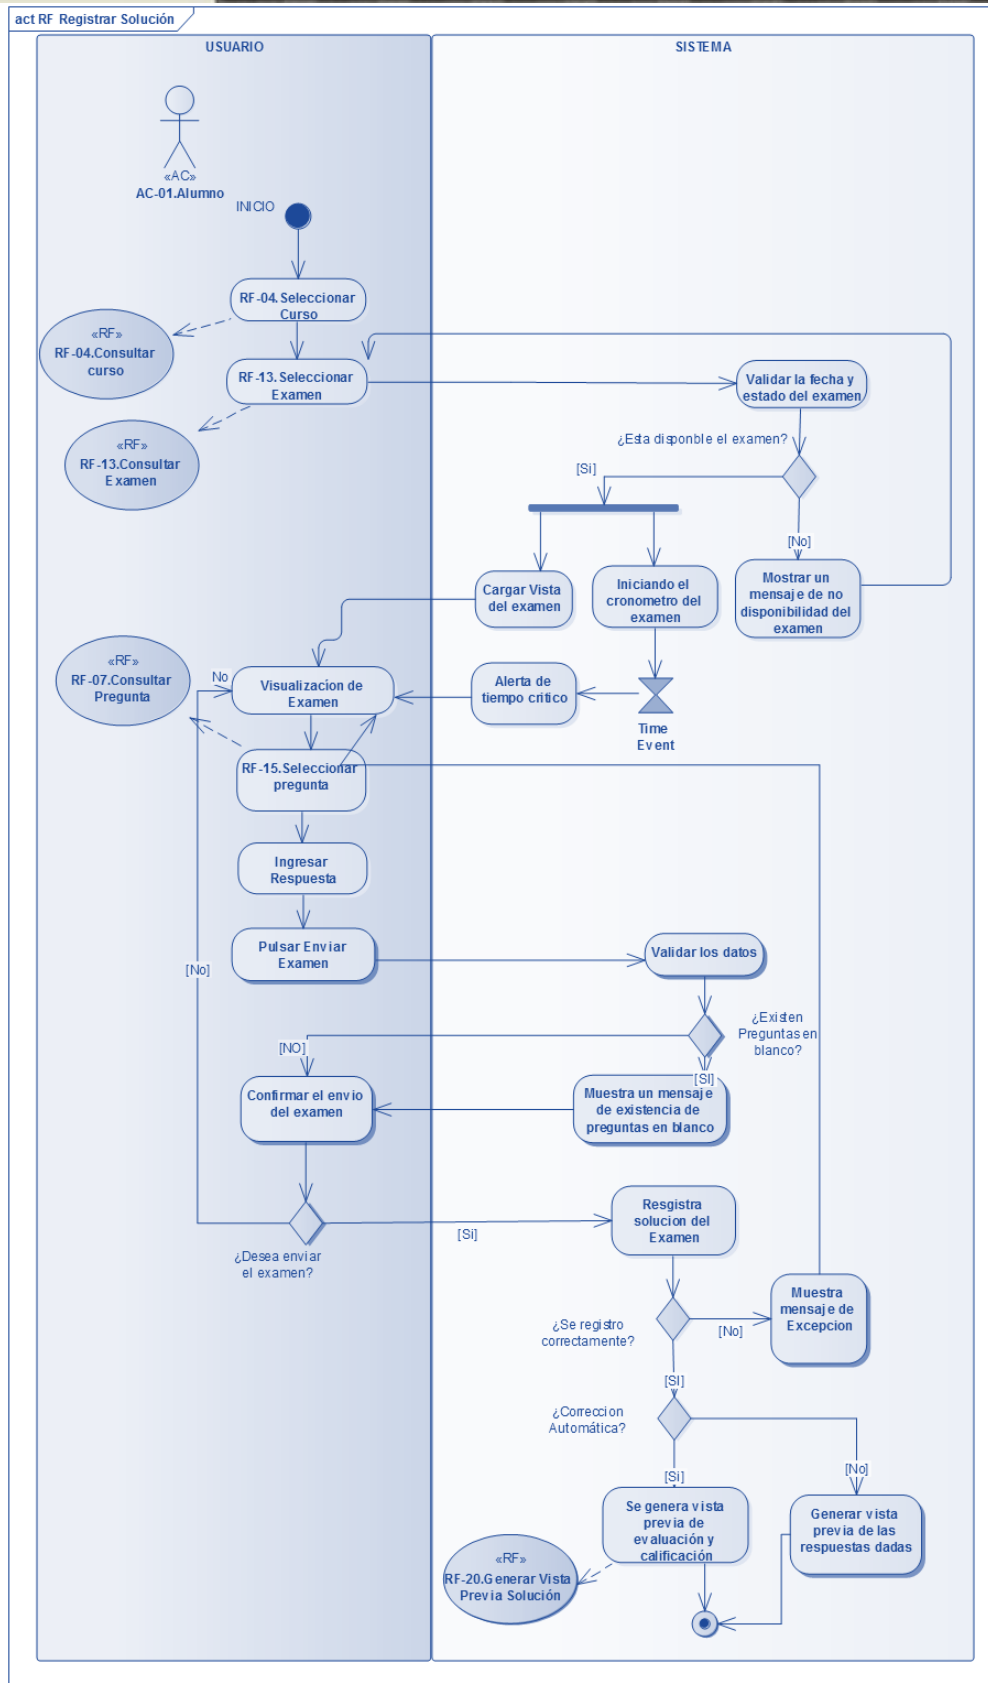 act RF Registrar Solución
USUARIO
SISTEMA
«AC»
AC-01.Alumno
INICIO
RF-04.Seleccionar
Curso
«RF»
RF-04.Consultar
curso
RF-13.Seleccionar
Examen
Validar la fecha y
estado del examen
«RF»
RF-13.Consultar
Examen
¿Esta disponble el examen?
[Si]
[No]
Cargar Vista
del examen
Iniciando el
cronometro del
examen
Mostrar un
mensaje de no
disponibilidad del
examen
«RF»
RF-07.Consultar
Pregunta
No
Visualizacíon de
Examen
Alerta de
tiempo critico
Time
Event
RF-15.Seleccionar
pregunta
Ingresar
Respuesta
Pulsar Enviar
Examen
Validar los datos
[No]
¿Existen
Preguntas en
blanco?
[NO]
[SI]
Confirmar el envio
del examen
Muestra un mensaje
de existencia de
preguntas en blanco
Resgistra
solucion del
Examen
[Si]
¿Desea enviar
el examen?
Muestra
mensaje de
Excepcion
¿Se registro
correctamente?
[No]
[SI]
¿Correccion
Automática?
[No]
[Si]
Se genera vista
previa de
evaluación y
calificación
Generar vista
previa de las
respuestas dadas
«RF»
RF-20.Generar Vista
Previa Solución